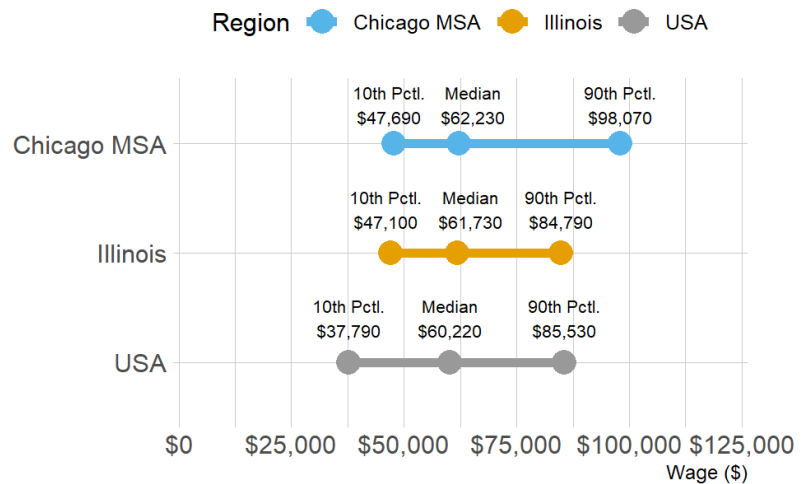 Region Chicago MSA Illinois USA
10th Pctl. Median 90th Pctl.
$47,690 $62,230 $98,070
Chicago MSA
10th Pctl. Median 90th Pctl.
$47,100 $61,730 $84,790
Illinois
10th Pctl. Median 90th Pctl.
$37,790 $60,220 $85,530
USA
$0 $25,000 $50,000 $75,000 $100,000 $125,000
Wage ($)